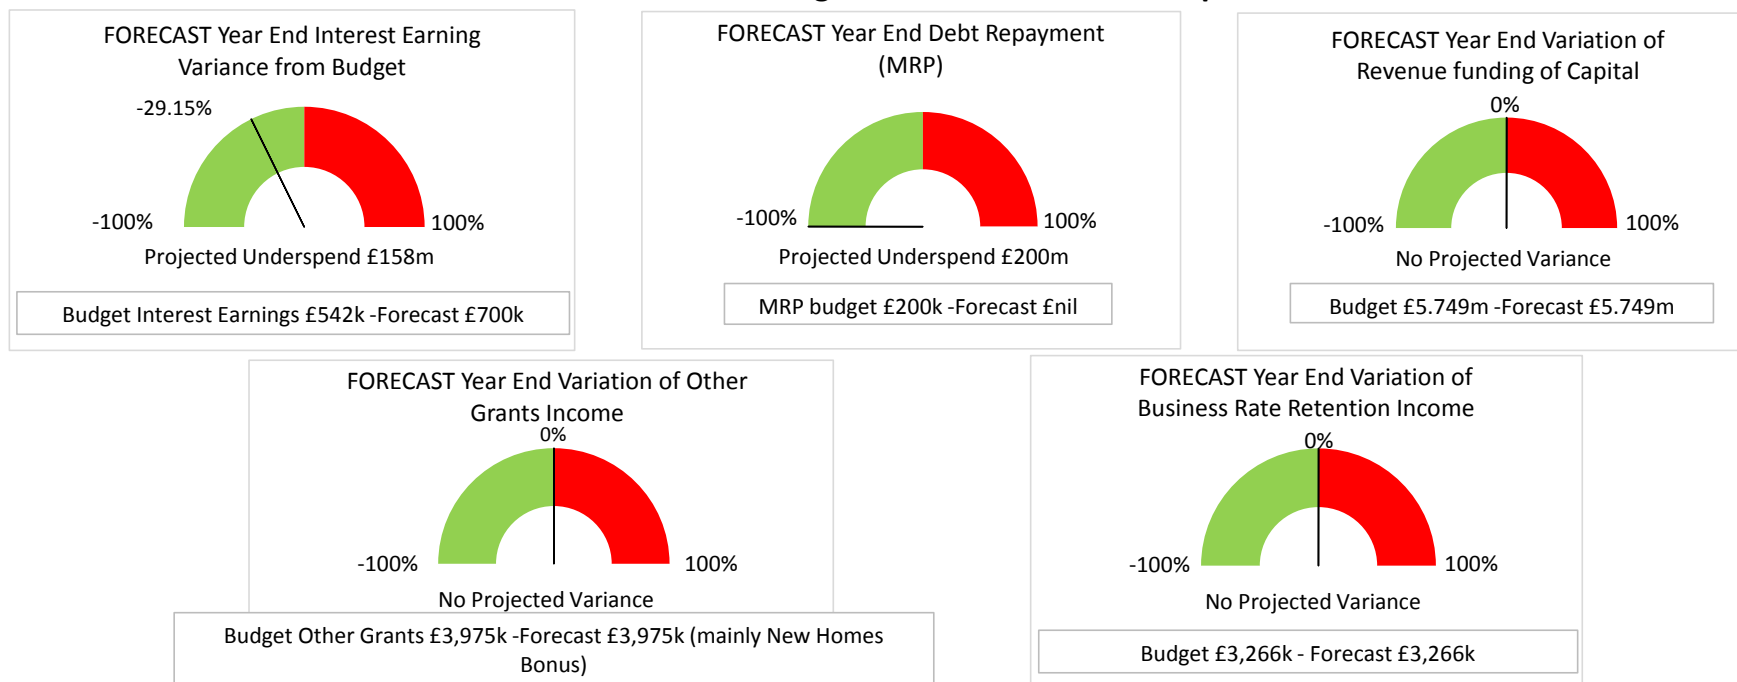 FORECAST Year End Interest Earning
Variance from Budget
-29.15%
-100%
100%
Projected Underspend £158m
Budget Interest Earnings £542k -Forecast £700k
FORECAST Year End Debt Repayment
(MRP)
-100%
100%
Projected Underspend £200m
MRP budget £200k -Forecast £nil
FORECAST Year End Variation of
Revenue funding of Capital
0%
-100%
100%
No Projected Variance
Budget £5.749m -Forecast £5.749m
FORECAST Year End Variation of Other
Grants Income
0%
-100%
100%
No Projected Variance
Budget Other Grants £3,975k -Forecast £3,975k (mainly New Homes
Bonus)
FORECAST Year End Variation of
Business Rate Retention Income
0%
-100%
100%
No Projected Variance
Budget £3,266k - Forecast £3,266k